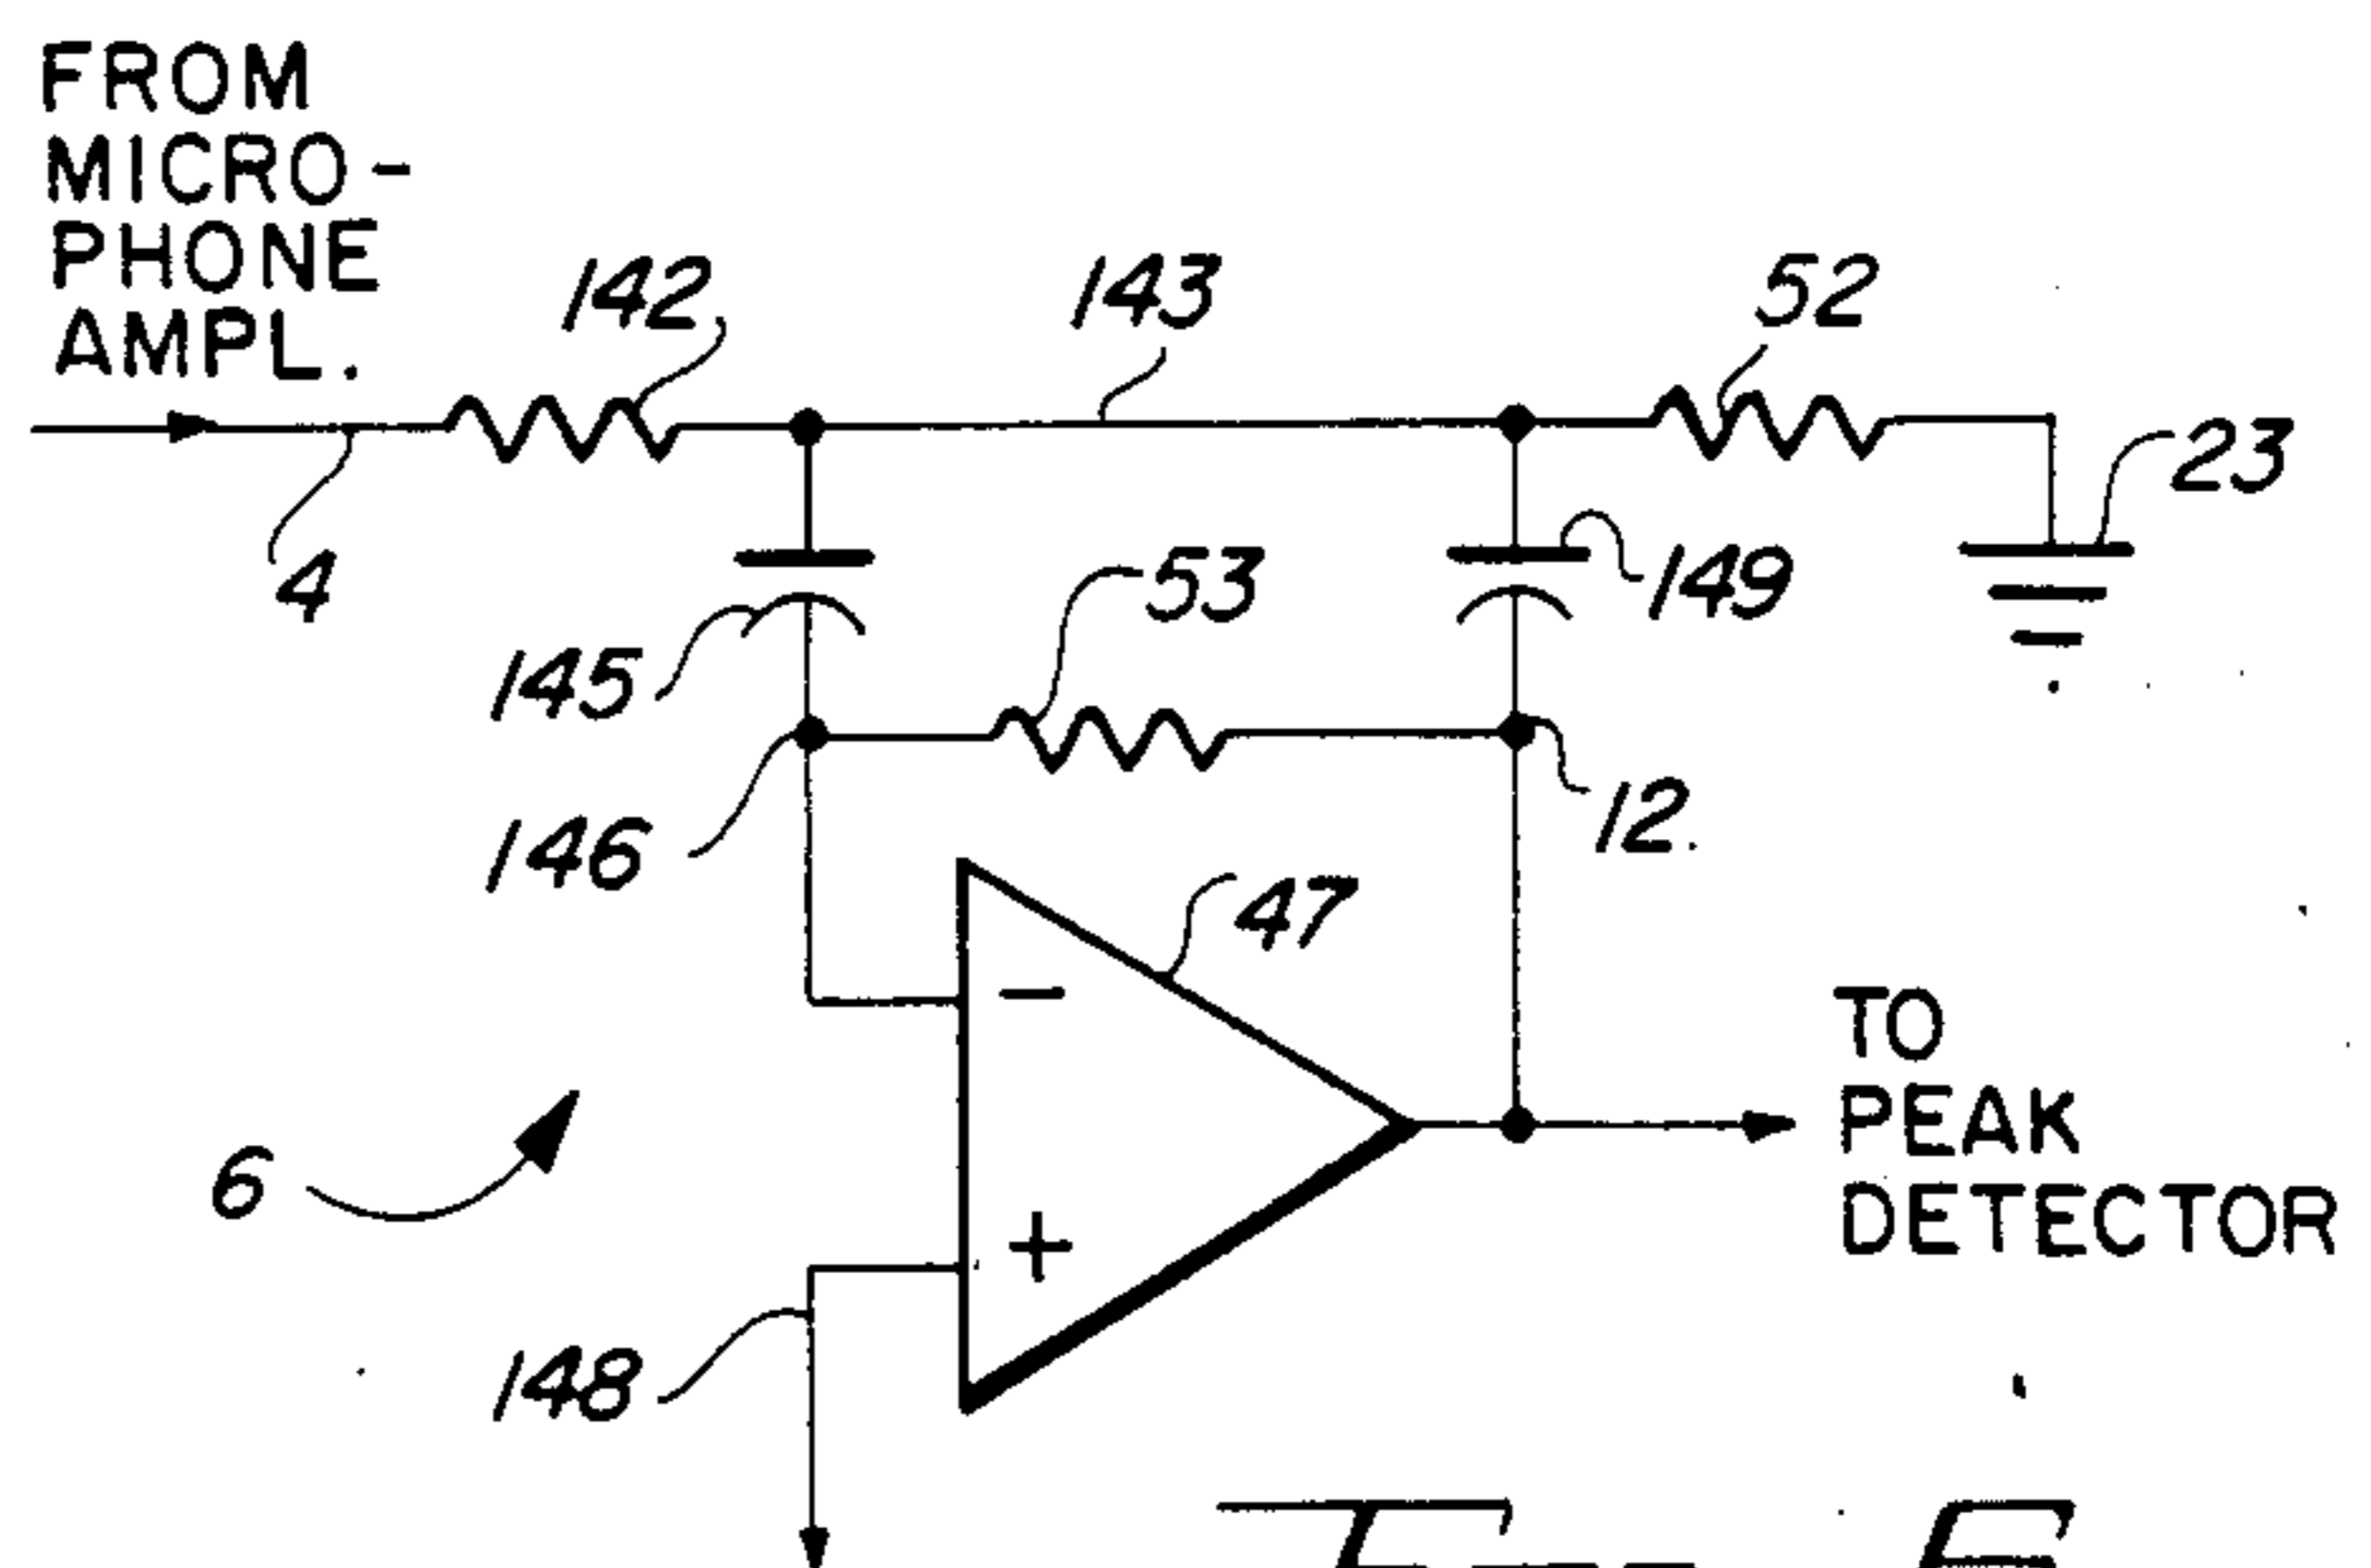 FROM
MICRO-
PHONE
AMPL.
142
143
52
23
4
53
149
145
146
12.
47
-
TO
PEAK
DETECTOR
6
+
148